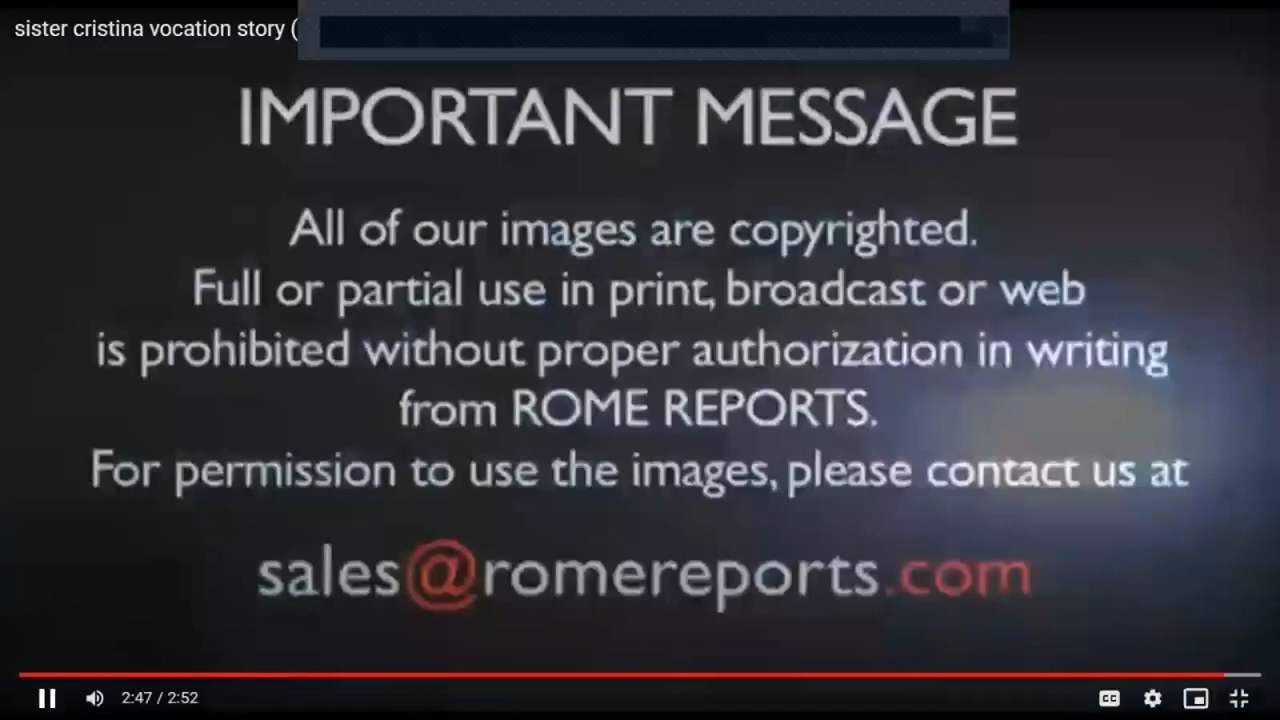 sister cristina vocation story (
IMPORTANT MESSAGE
All of our images are copyrighted.
Full or partial use in print, broadcast or web
is prohibited without proper authorization in writing
from ROME REPORTS.
For permission to use the images, please contact us at
sales@romereports.com
2:47 / 2:52
CC